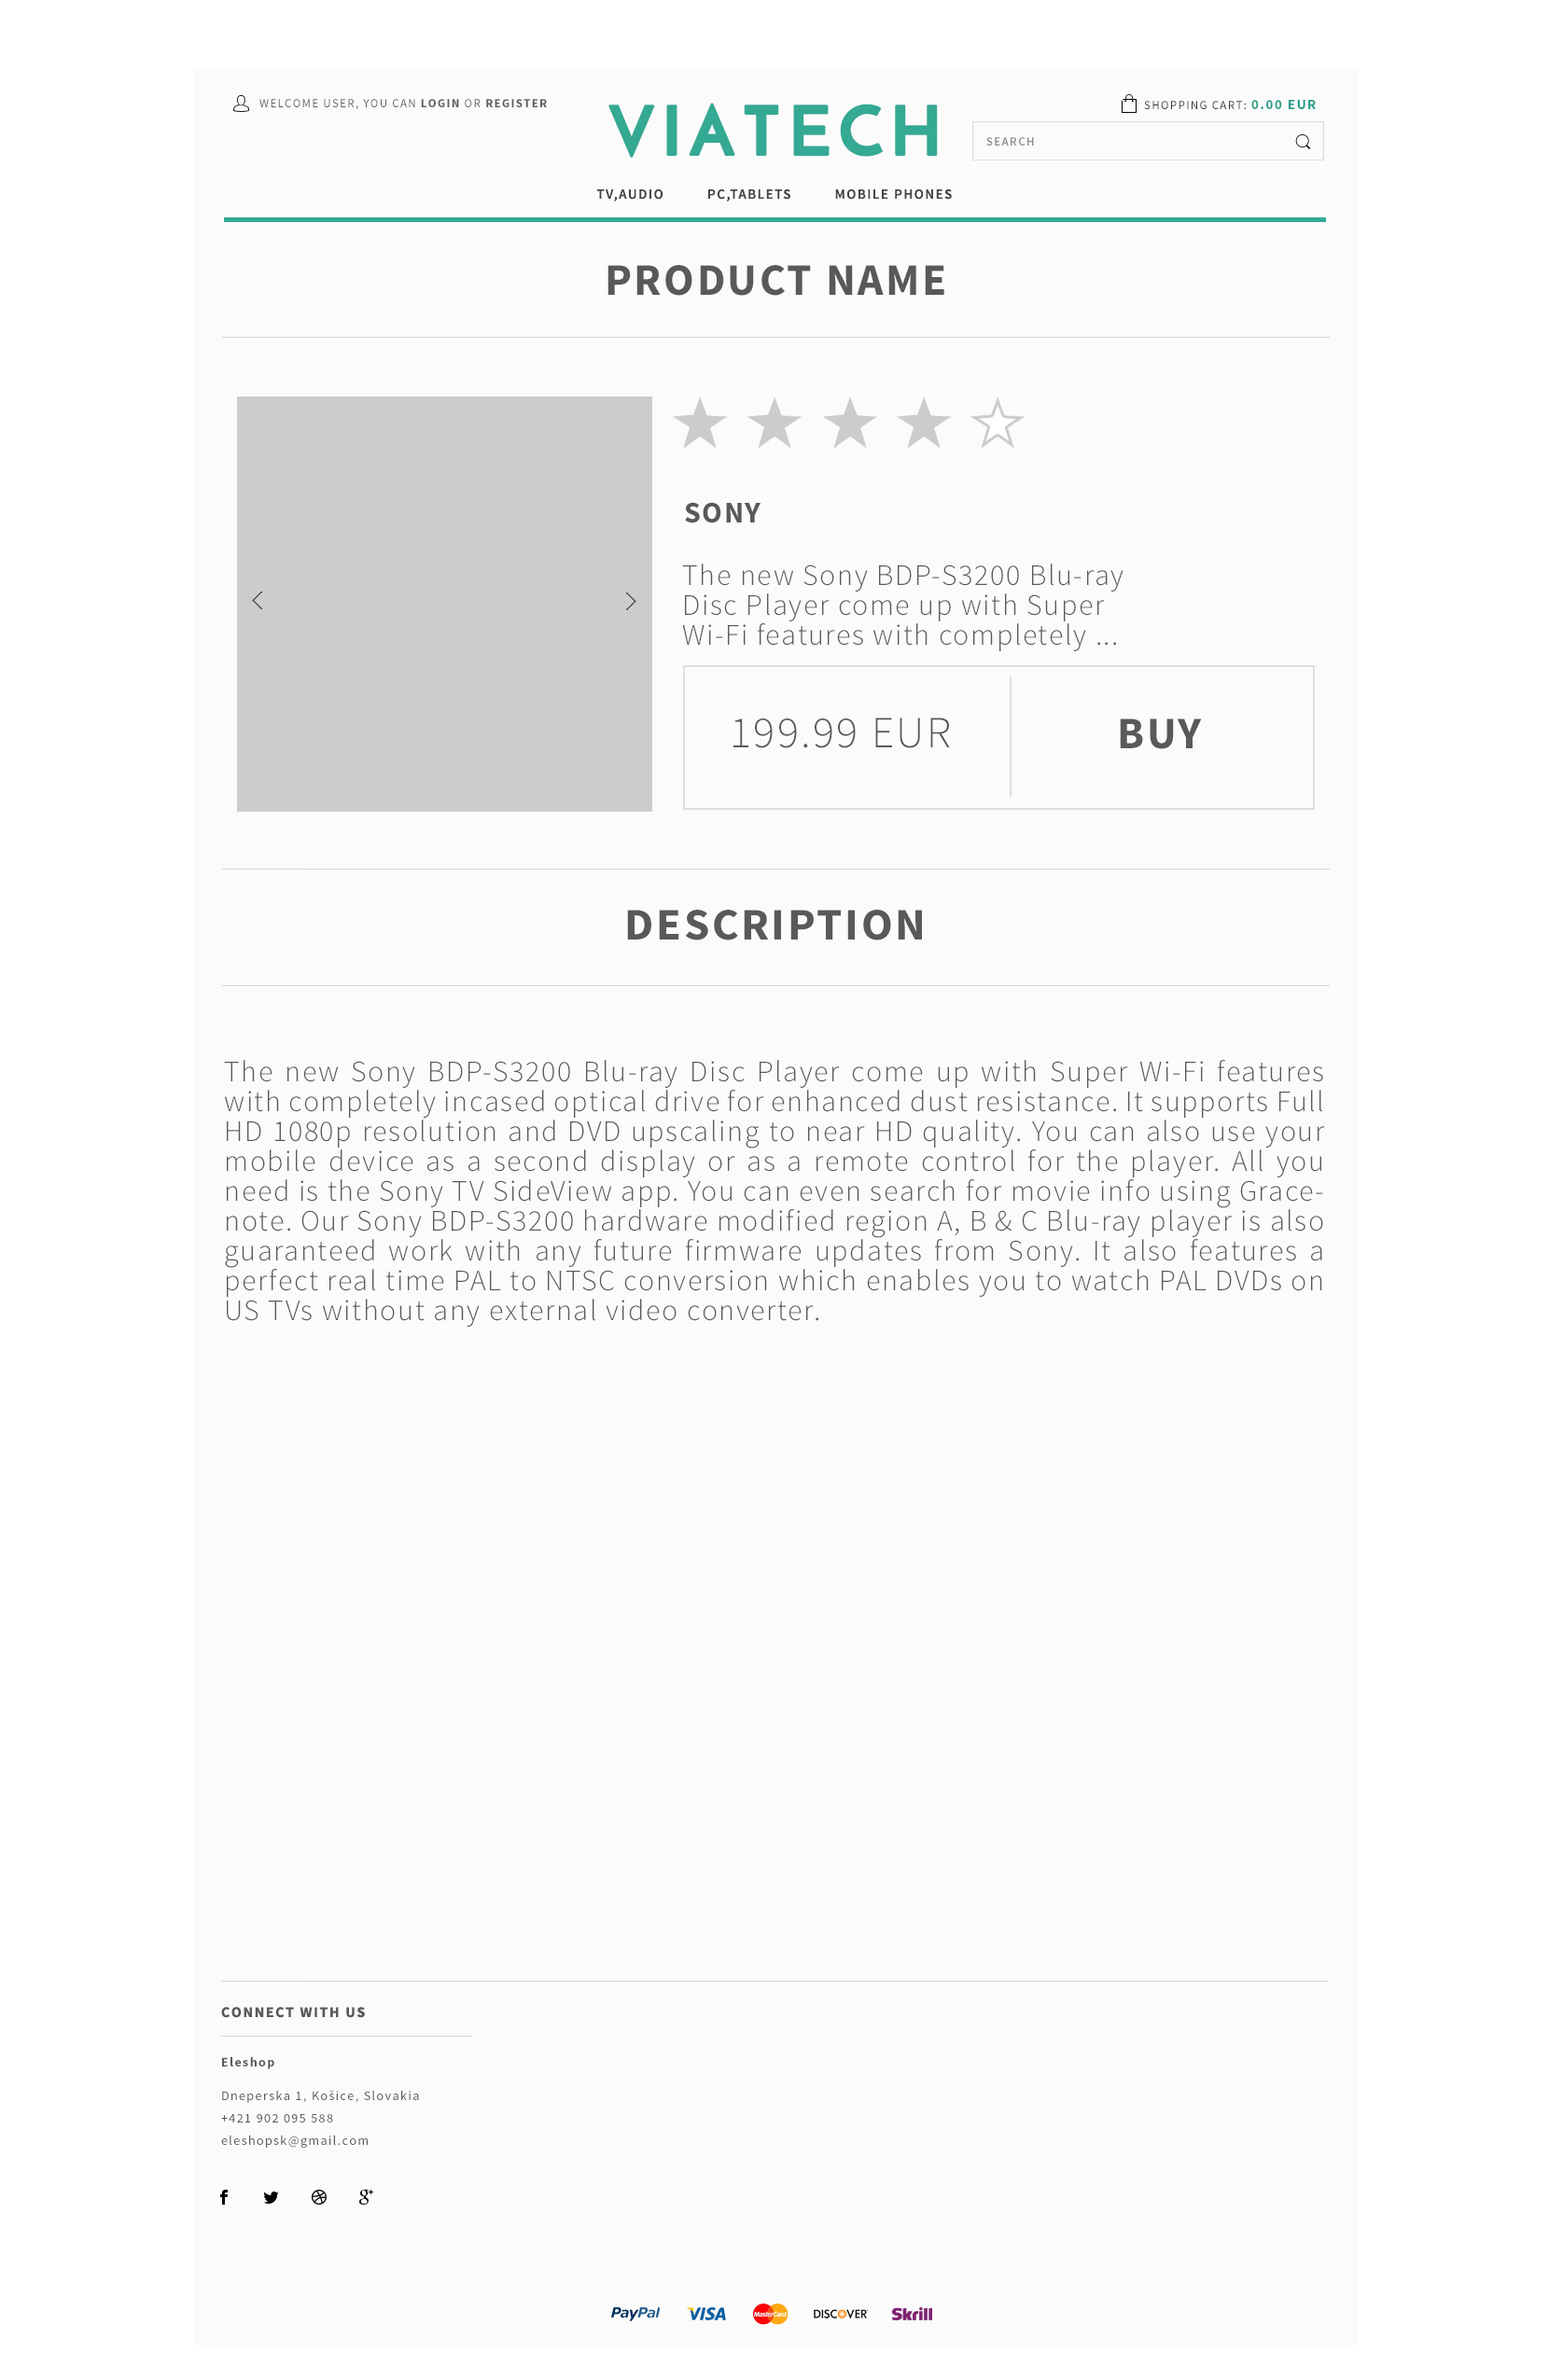 WELCOME USER, YOU CAN LOGIN OR REGISTER
VIATECH
SHOPPING CART: 0.00 EUR
SEARCH
TV,AUDIO PC,TABLETS MOBILE PHONES
PRODUCT NAME
SONY
The new Sony BDP-S3200 Blu-ray
Disc Player come up with Super
Wi-Fi features with completely ...
199.99 EUR BUY
DESCRIPTION
The new Sony BDP-S3200 Blu-ray Disc Player come up with Super Wi-Fi features
with completely incased optical drive for enhanced dust resistance. It supports Full
HD 1080p resolution and DVD upscaling to near HD quality. You can also use your
mobile device as a second display or as a remote control for the player. All you
need is the Sony TV SideView app. You can even search for movie info using Grace-
note. Our Sony BDP-S3200 hardware modified region A, B & C Blu-ray player is also
guaranteed work with any future firmware updates from Sony. It also features a
perfect real time PAL to NTSC conversion which enables you to watch PAL DVDs on
US TVs without any external video converter.
CONNECT WITH US
Eleshop
Dneperska 1, Košice, Slovakia
+421 902 095 588
eleshopsk@gmail.com
PayPal VISA MasterCard DISCOVER Skrill